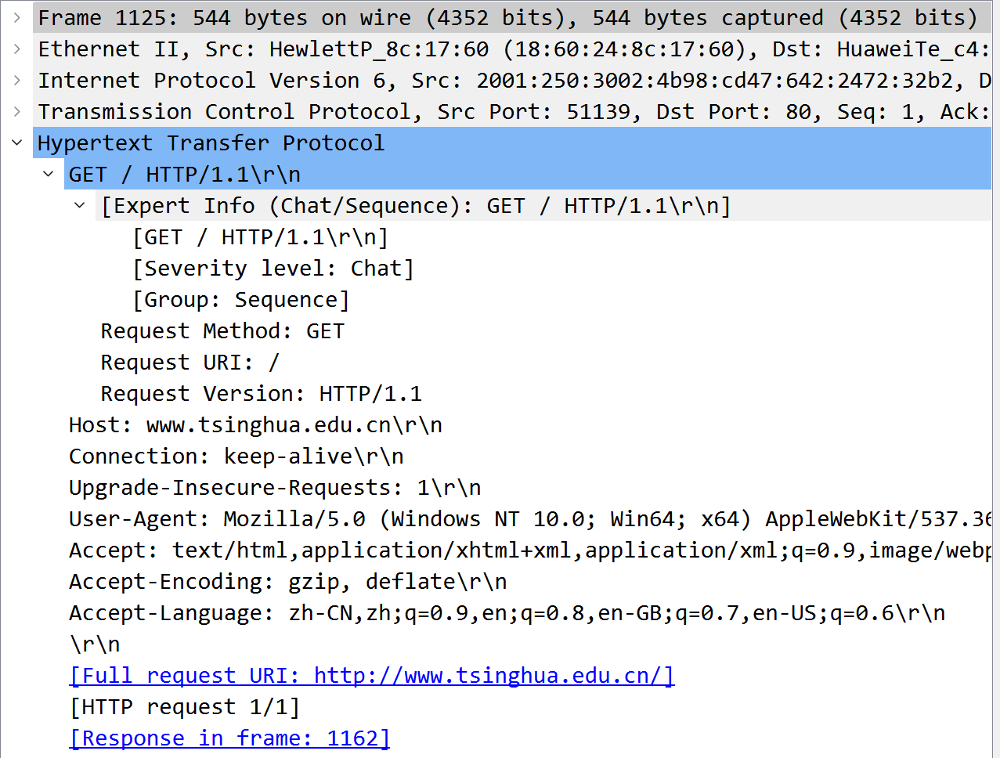 Frame 1125: 544 bytes on wire (4352 bits), 544 bytes captured (4352 bits)
Ethernet II, Src: HewlettP_8c:17:60 (18:60:24:8c:17:60), Dst: HuaweiTe_c4:
Internet Protocol Version 6, Src: 2001:250:3002:4b98:cd47:642:2472:32b2, D
Transmission Control Protocol, Src Port: 51139, Dst Port: 80, Seq: 1, Ack:
Hypertext Transfer Protocol
GET / HTTP/1.1\r\n
[Expert Info (Chat/Sequence): GET / HTTP/1.1\r\n]
[GET / HTTP/1.1\r\n]
[Severity level: Chat]
[Group: Sequence]
Request Method: GET
Request URI: /
Request Version: HTTP/1.1
Host: www.tsinghua.edu.cn\r\n
Connection: keep-alive\r\n
Upgrade-Insecure-Requests: 1\r\n
User-Agent: Mozilla/5.0 (Windows NT 10.0; Win64; x64) AppleWebKit/537.36
Accept: text/html,application/xhtml+xml,application/xml;q=0.9,image/webp
Accept-Encoding: gzip, deflate\r\n
Accept-Language: zh-CN,zh;q=0.9,en;q=0.8,en-GB;q=0.7,en-US;q=0.6\r\n
\r\n
[Full request URI: http://www.tsinghua.edu.cn/]
[HTTP request 1/1]
[Response in frame: 1162]